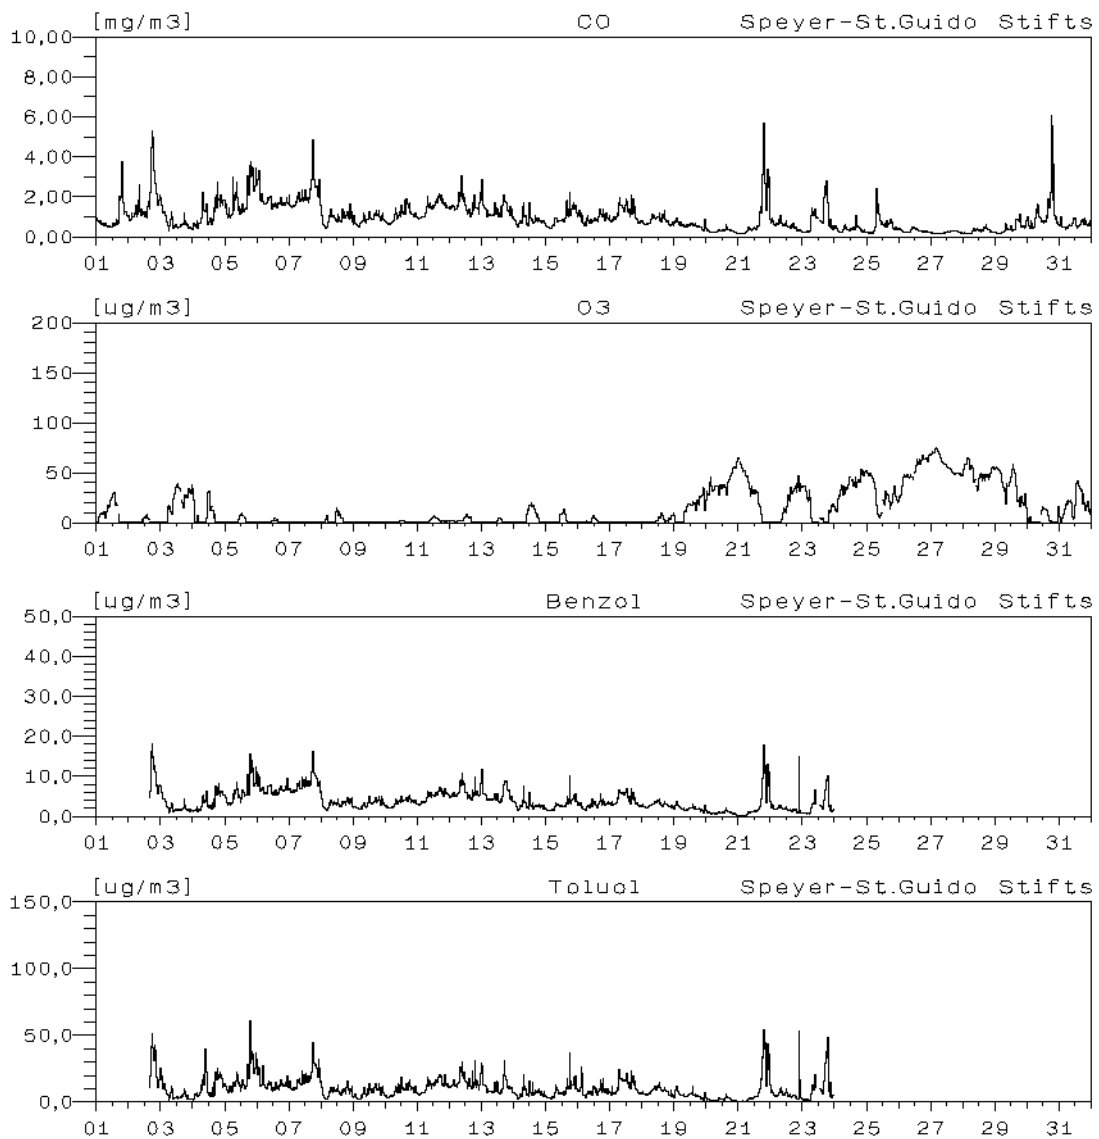 [mg/m3] CO Speyer-St.Guido Stifts
10,00
8,00
6,00
4,00
2,00
0,00
01 03 05 07 09 11 13 15 17 19 21 23 25 27 29 31
[ug/m3] O3 Speyer-St.Guido Stifts
200
150
100
50
0
01 03 05 07 09 11 13 15 17 19 21 23 25 27 29 31
[ug/m3] Benzol Speyer-St.Guido Stifts
50,0
40,0
30,0
20,0
10,0
0,0
01 03 05 07 09 11 13 15 17 19 21 23 25 27 29 31
[ug/m3] Toluol Speyer-St.Guido Stifts
150,0
100,0
50,0
0,0
01 03 05 07 09 11 13 15 17 19 21 23 25 27 29 31